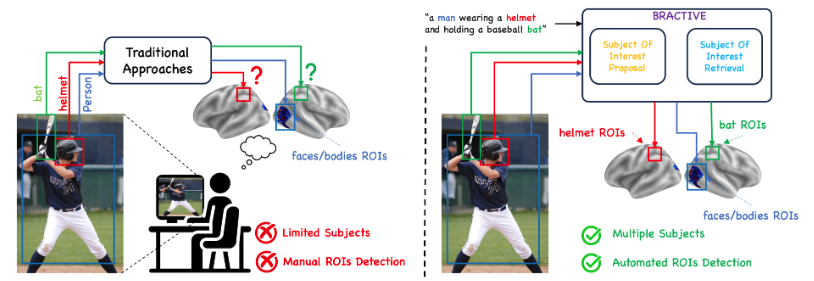 Traditional
Approaches
bat
helmet
Person
?
?
faces/bodies ROIs
Limited Subjects
Manual ROIs Detection
"a man wearing a helmet
and holding a baseball bat"
BRACTIVE
Subject Of
Interest
Proposal
Subject Of
Interest
Retrieval
helmet ROIs
bat ROIs
faces/bodies ROIs
Multiple Subjects
Automated ROIs Detection